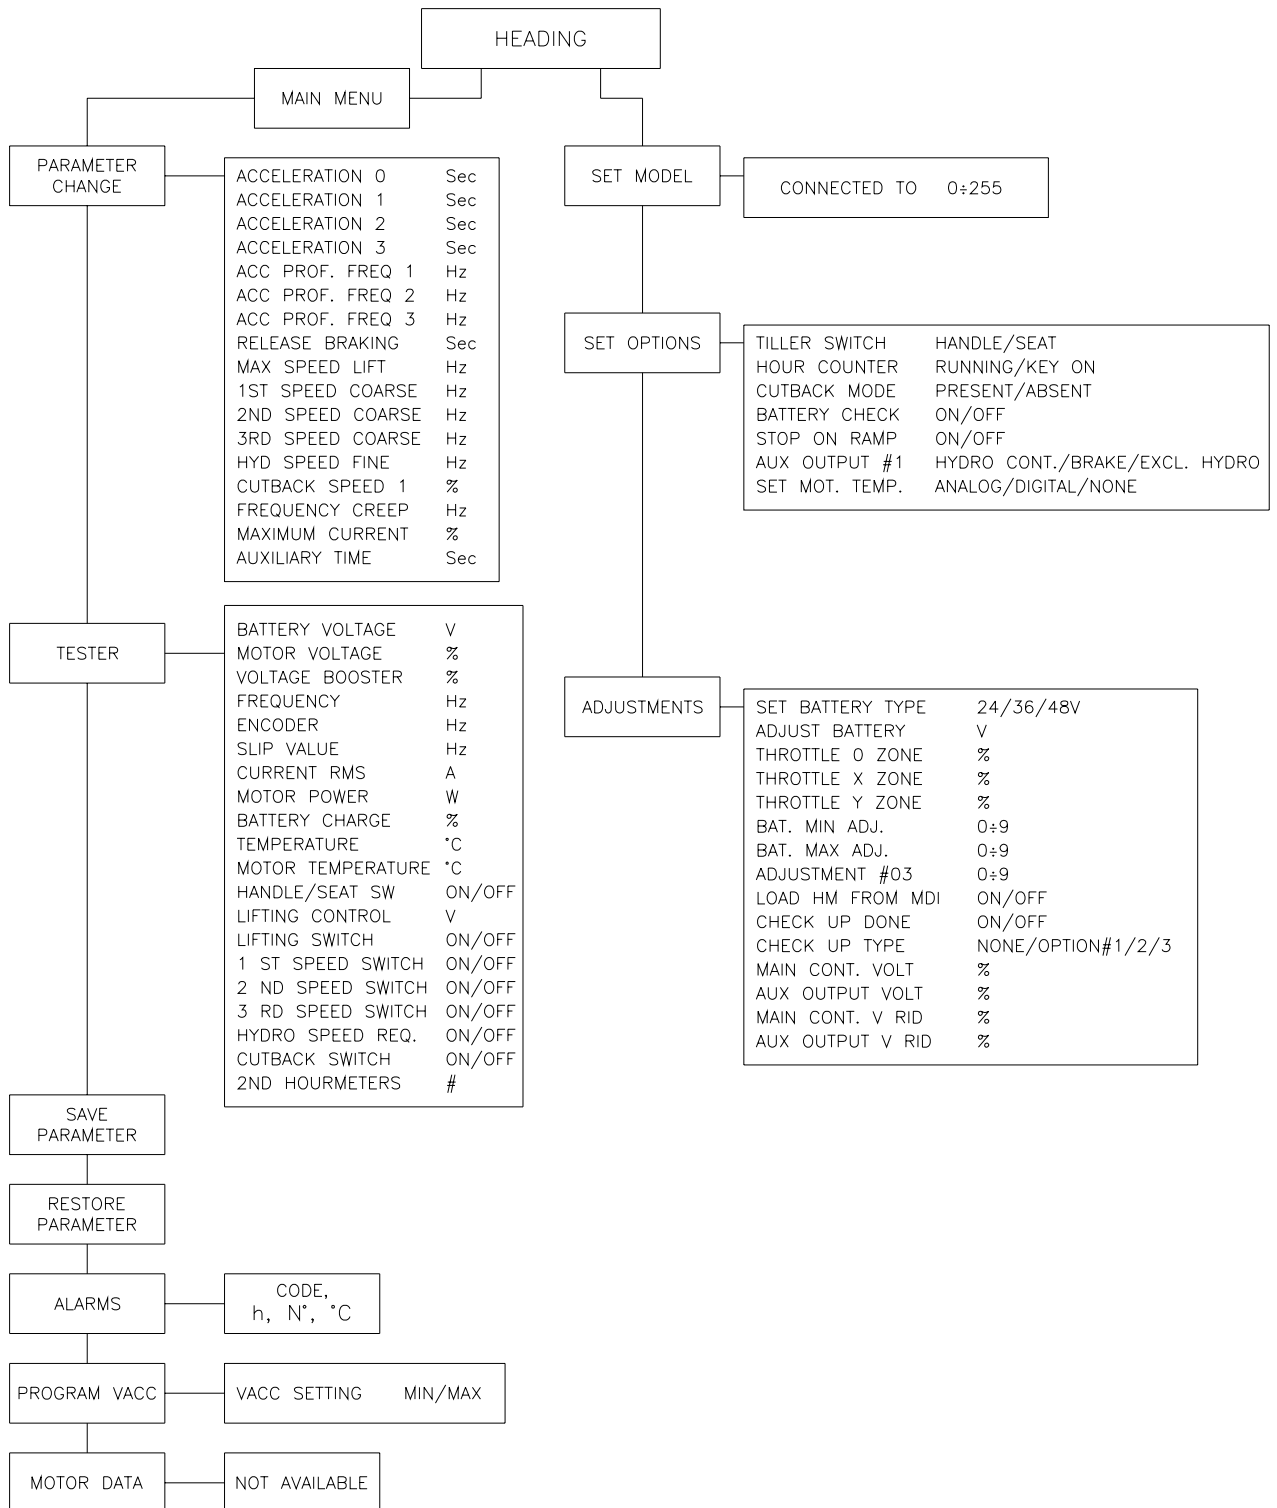 HEADING
MAIN MENU
PARAMETER
CHANGE
ACCELERATION 0 Sec
ACCELERATION 1 Sec
ACCELERATION 2 Sec
ACCELERATION 3 Sec
ACC PROF. FREQ 1 Hz
ACC PROF. FREQ 2 Hz
ACC PROF. FREQ 3 Hz
RELEASE BRAKING Sec
MAX SPEED LIFT Hz
1ST SPEED COARSE Hz
2ND SPEED COARSE Hz
3RD SPEED COARSE Hz
HYD SPEED FINE Hz
CUTBACK SPEED 1 %
FREQUENCY CREEP Hz
MAXIMUM CURRENT %
AUXILIARY TIME Sec
TESTER
BATTERY VOLTAGE V
MOTOR VOLTAGE %
VOLTAGE BOOSTER %
FREQUENCY Hz
ENCODER Hz
SLIP VALUE Hz
CURRENT RMS A
MOTOR POWER W
BATTERY CHARGE %
TEMPERATURE °C
MOTOR TEMPERATURE °C
HANDLE/SEAT SW ON/OFF
LIFTING CONTROL V
LIFTING SWITCH ON/OFF
1 ST SPEED SWITCH ON/OFF
2 ND SPEED SWITCH ON/OFF
3 RD SPEED SWITCH ON/OFF
HYDRO SPEED REQ. ON/OFF
CUTBACK SWITCH ON/OFF
2ND HOURMETERS #
SAVE
PARAMETER
RESTORE
PARAMETER
ALARMS
CODE,
h, N°, °C
PROGRAM VACC
VACC SETTING MIN/MAX
MOTOR DATA
NOT AVAILABLE
SET MODEL
CONNECTED TO 0÷255
SET OPTIONS
TILLER SWITCH HANDLE/SEAT
HOUR COUNTER RUNNING/KEY ON
CUTBACK MODE PRESENT/ABSENT
BATTERY CHECK ON/OFF
STOP ON RAMP ON/OFF
AUX OUTPUT #1 HYDRO CONT./BRAKE/EXCL. HYDRO
SET MOT. TEMP. ANALOG/DIGITAL/NONE
ADJUSTMENTS
SET BATTERY TYPE 24/36/48V
ADJUST BATTERY V
THROTTLE 0 ZONE %
THROTTLE X ZONE %
THROTTLE Y ZONE %
BAT. MIN ADJ. 0÷9
BAT. MAX ADJ. 0÷9
ADJUSTMENT #03 0÷9
LOAD HM FROM MDI ON/OFF
CHECK UP DONE ON/OFF
CHECK UP TYPE NONE/OPTION#1/2/3
MAIN CONT. VOLT %
AUX OUTPUT VOLT %
MAIN CONT. V RID %
AUX OUTPUT V RID %